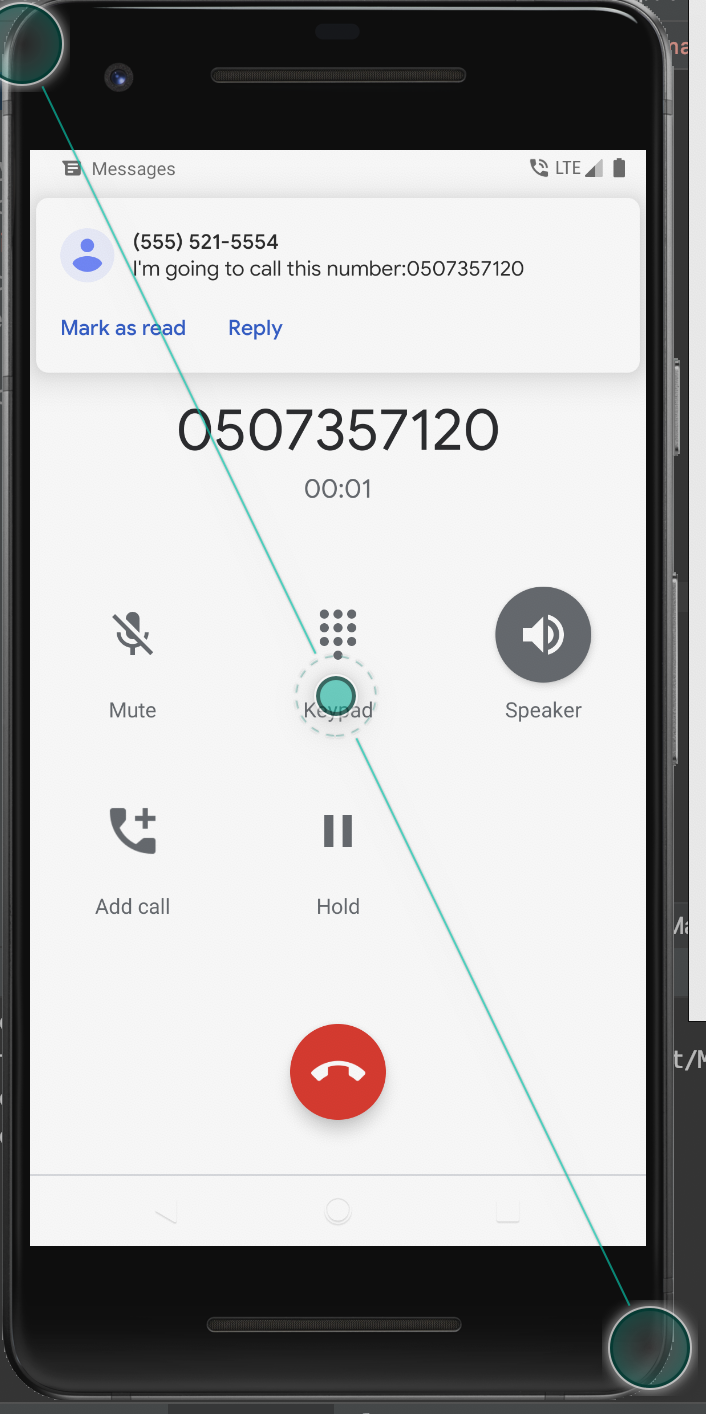 na
Messages LTE
(555) 521-5554
I'm going to call this number:0507357120
Mark as read Reply
0507357120
00:01
Mute Keypad Speaker
Add call Hold
Ma
t/M